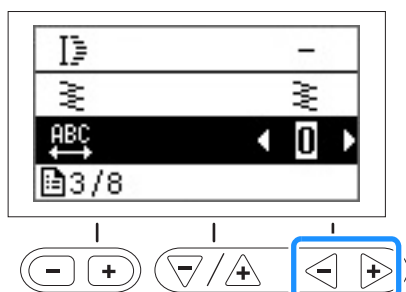 –
ABC 0
3/8
- + - / + - +